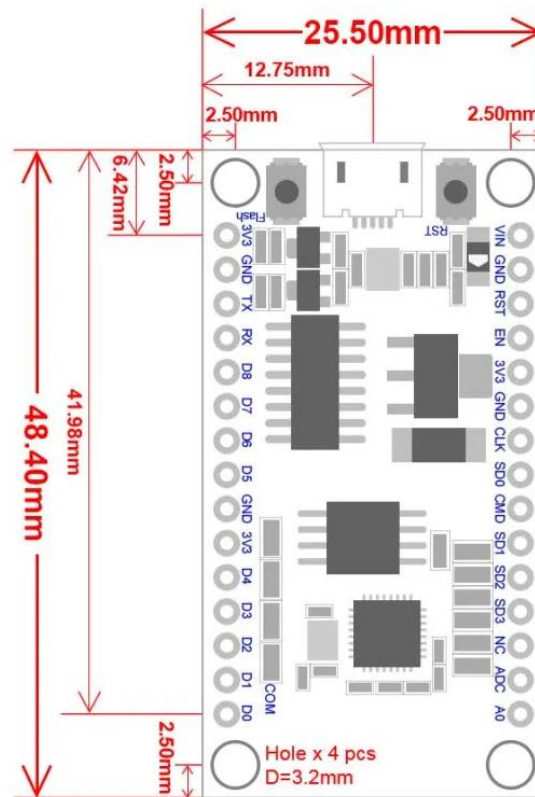 25.50mm
12.75mm
2.50mm
2.50mm
2.50mm
6.42mm
41.98mm
48.40mm
2.50mm
Flash
RST
3V3
GND
TX
RX
D8
D7
D6
D5
GND
3V3
D4
D3
D2
D1
D0
COM
VIN
GND
RST
EN
3V3
GND
CLK
SD0
CMD
SD1
SD2
SD3
NC
ADC
A0
Hole x 4 pcs
D=3.2mm